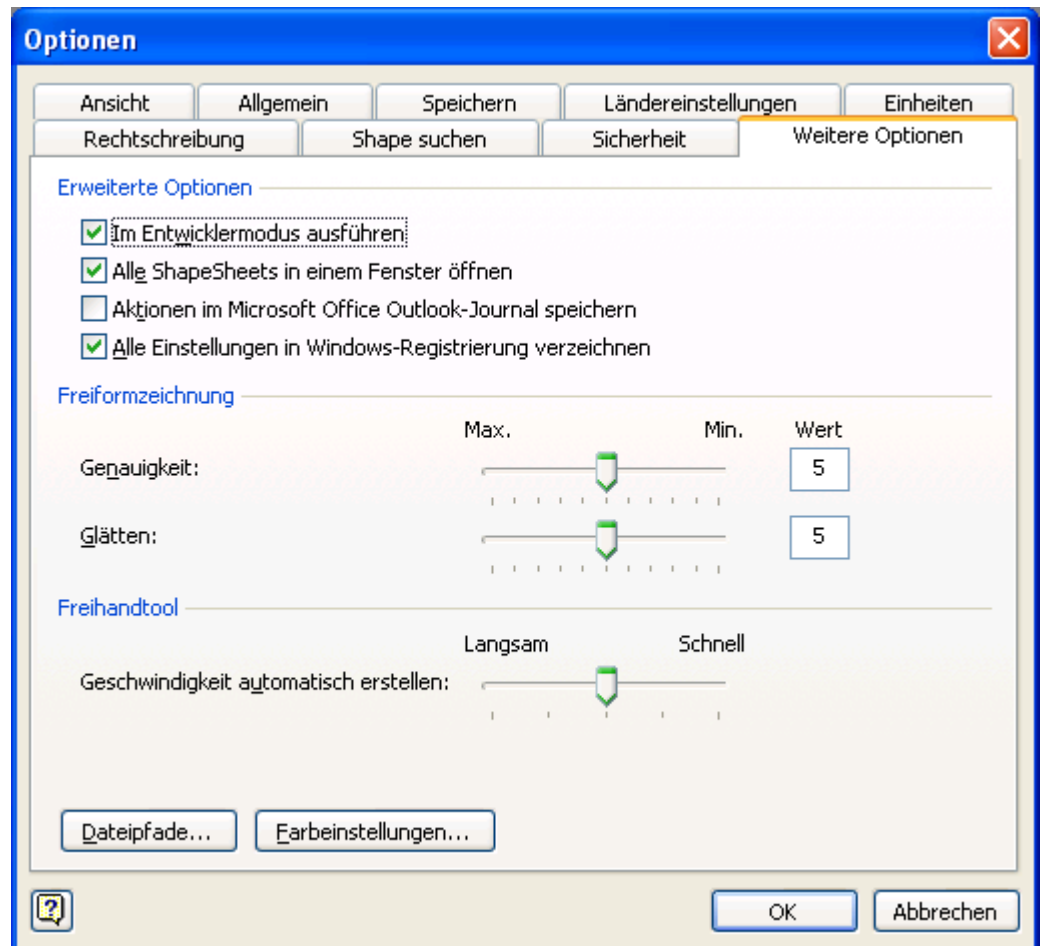 Optionen
Ansicht Allgemein Speichern Ländereinstellungen Einheiten
Rechtschreibung Shape suchen Sicherheit Weitere Optionen
Erweiterte Optionen
Im Entwicklermodus ausführen
Alle ShapeSheets in einem Fenster öffnen
Aktionen im Microsoft Office Outlook-Journal speichern
Alle Einstellungen in Windows-Registrierung verzeichnen
Freiformzeichnung
Max. Min. Wert
Genauigkeit: 5
Glätten: 5
Freihandtool
Langsam Schnell
Geschwindigkeit automatisch erstellen:
Dateipfade... Farbeinstellungen...
? OK Abbrechen